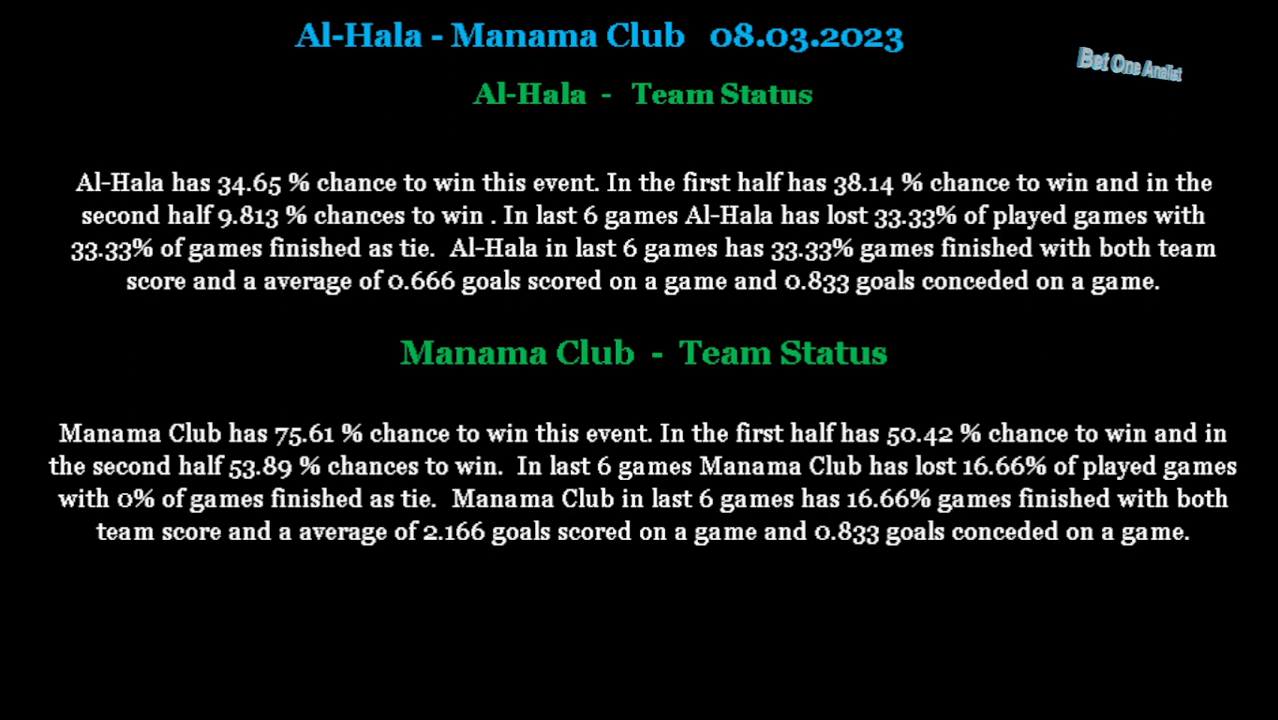 Al-Hala - Manama Club 08.03.2023
Bet One Analist
Al-Hala - Team Status
Al-Hala has 34.65 % chance to win this event. In the first half has 38.14 % chance to win and in the
second half 9.813 % chances to win . In last 6 games Al-Hala has lost 33.33% of played games with
33.33% of games finished as tie. Al-Hala in last 6 games has 33.33% games finished with both team
score and a average of 0.666 goals scored on a game and 0.833 goals conceded on a game.
Manama Club - Team Status
Manama Club has 75.61 % chance to win this event. In the first half has 50.42 % chance to win and in
the second half 53.89 % chances to win. In last 6 games Manama Club has lost 16.66% of played games
with 0% of games finished as tie. Manama Club in last 6 games has 16.66% games finished with both
team score and a average of 2.166 goals scored on a game and 0.833 goals conceded on a game.